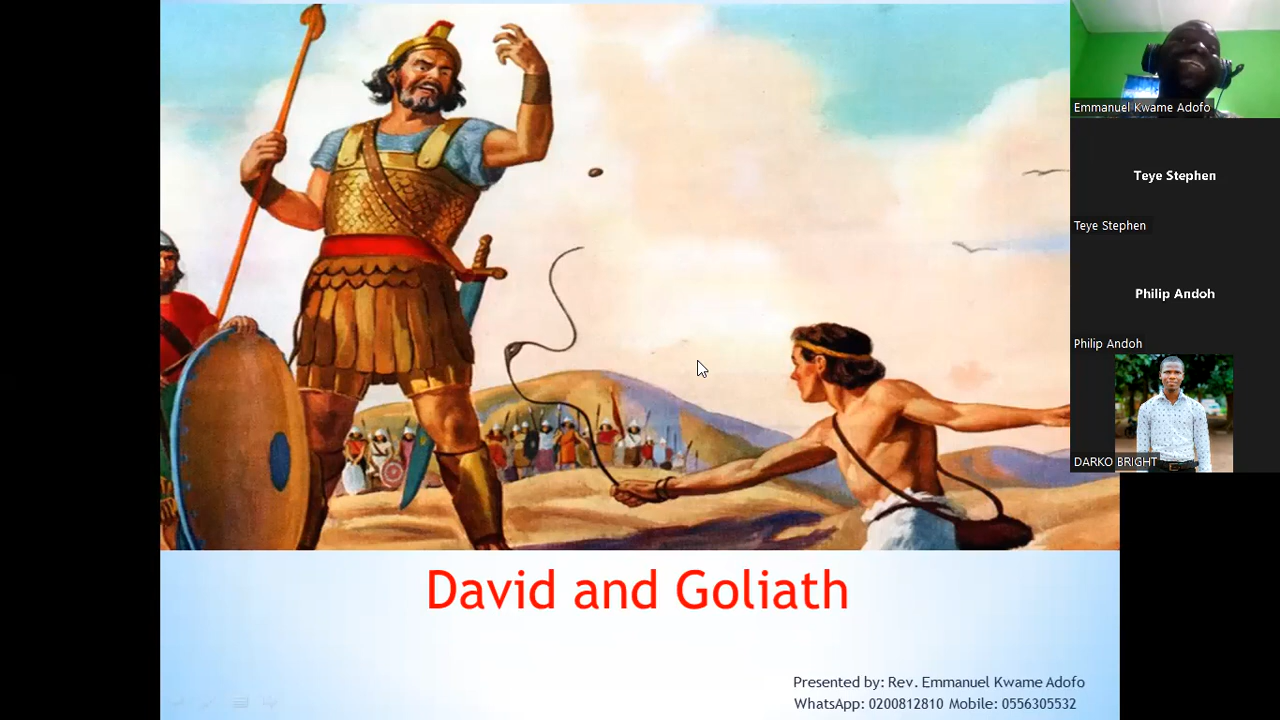 Emmanuel Kwame Adofo
Teye Stephen
Teye Stephen
Philip Andoh
Philip Andoh
DARKO BRIGHT
David and Goliath
Presented by: Rev. Emmanuel Kwame Adofo
WhatsApp: 0200812810 Mobile: 0556305532